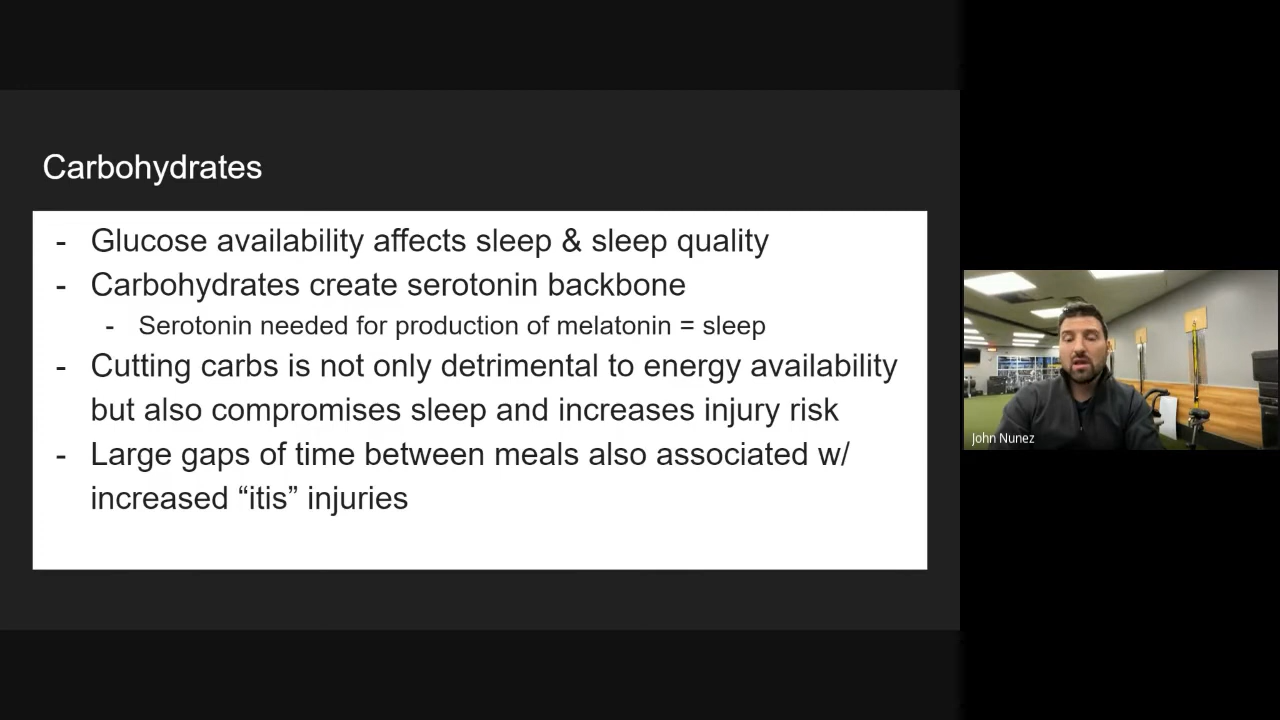 Carbohydrates
- Glucose availability affects sleep & sleep quality
- Carbohydrates create serotonin backbone
- Serotonin needed for production of melatonin = sleep
- Cutting carbs is not only detrimental to energy availability
but also compromises sleep and increases injury risk
- Large gaps of time between meals also associated w/
increased “itis” injuries
John Nunez